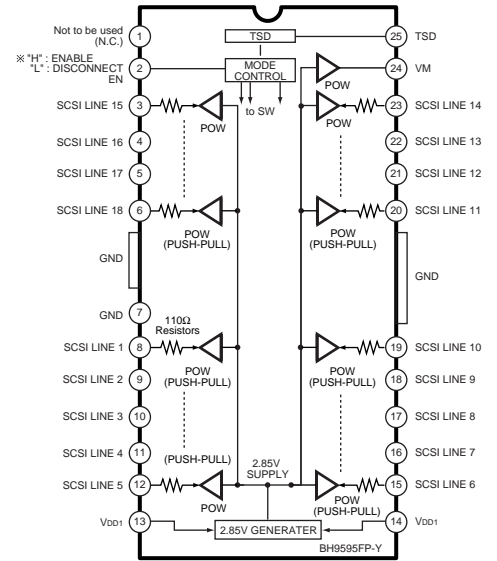 Not to be used
(N.C.)
1
TSD
25
TSD
※ "H" : ENABLE
"L" : DISCONNECT
EN
2
MODE
CONTROL
24
VM
POW
to SW
SCSI LINE 15
3
POW
POW
23
SCSI LINE 14
SCSI LINE 16
4
22
SCSI LINE 13
SCSI LINE 17
5
21
SCSI LINE 12
SCSI LINE 18
6
POW
(PUSH-PULL)
POW
(PUSH-PULL)
20
SCSI LINE 11
GND
GND
GND
7
110Ω
Resistors
SCSI LINE 1
8
POW
(PUSH-PULL)
POW
(PUSH-PULL)
19
SCSI LINE 10
SCSI LINE 2
9
18
SCSI LINE 9
SCSI LINE 3
10
17
SCSI LINE 8
SCSI LINE 4
11
(PUSH-PULL)
16
SCSI LINE 7
2.85V
SUPPLY
SCSI LINE 5
12
POW
POW
(PUSH-PULL)
15
SCSI LINE 6
VDD1
13
2.85V GENERATER
14
VDD1
BH9595FP-Y